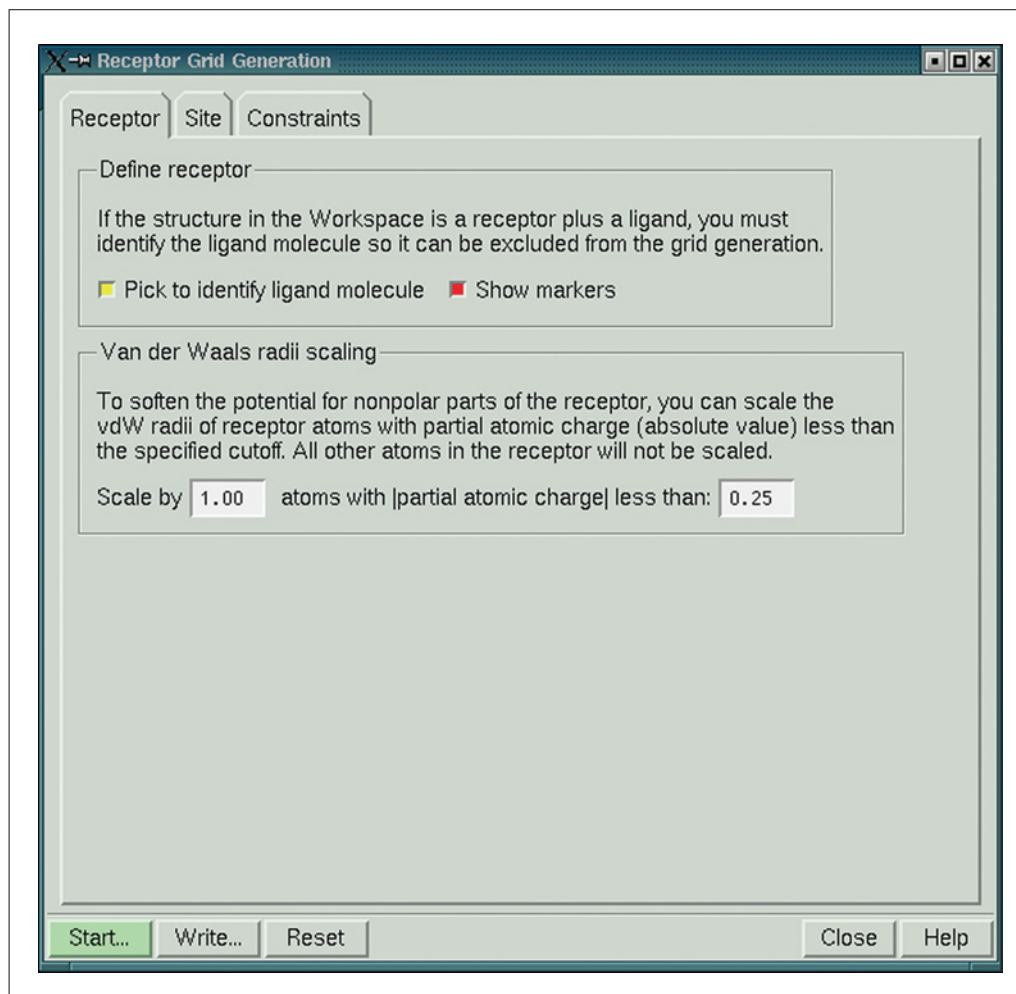 Receptor Grid Generation
Receptor Site Constraints
Define receptor
If the structure in the Workspace is a receptor plus a ligand, you must
identify the ligand molecule so it can be excluded from the grid generation.
Pick to identify ligand molecule Show markers
Van der Waals radii scaling
To soften the potential for nonpolar parts of the receptor, you can scale the
vdW radii of receptor atoms with partial atomic charge (absolute value) less than
the specified cutoff. All other atoms in the receptor will not be scaled.
Scale by 1.00 atoms with |partial atomic charge| less than: 0.25
Start... Write... Reset Close Help